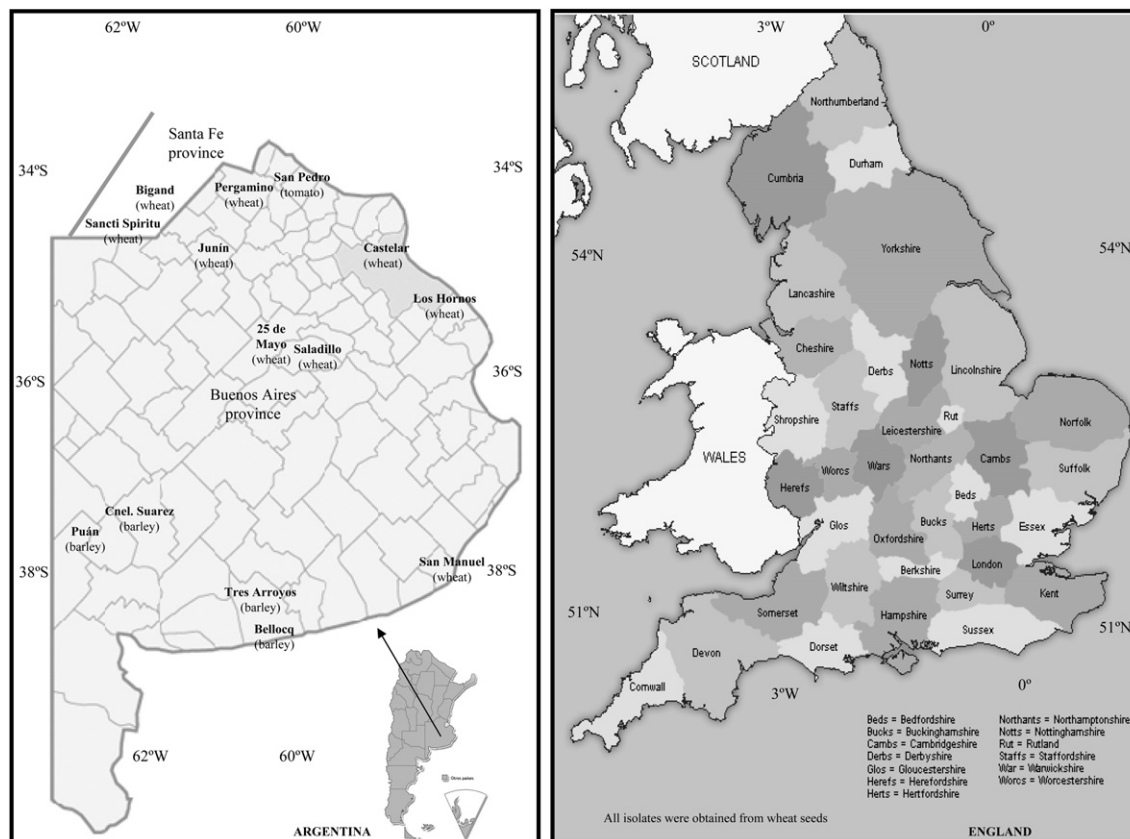 62ºW
60ºW
Santa Fe
province
34ºS
34ºS
Bigand
(wheat)
Pergamino
(wheat)
San Pedro
(tomato)
Sancti Spiritu
(wheat)
Junín
(wheat)
Castelar
(wheat)
Los Hornos
(wheat)
25 de
Mayo
(wheat)
Saladillo
(wheat)
36ºS
36ºS
Buenos Aires
province
Cnel. Suarez
(barley)
Puán
(barley)
San Manuel
(wheat)
38ºS
38ºS
Tres Arroyos
(barley)
Bellocq
(barley)
62ºW
60ºW
ARGENTINA
3ºW
0º
SCOTLAND
Northumberland
Durham
Cumbria
54ºN
54ºN
Yorkshire
Lancashire
Cheshire
Derbs
Notts
Lincolnshire
Shropshire
Staffs
Rut
Leicestershire
Norfolk
WALES
Herefs
Worcs
Wars
Northants
Cambs
Suffolk
Beds
Glos
Oxfordshire
Bucks
Herts
Essex
Berkshire
London
Wiltshire
Surrey
Kent
51ºN
51ºN
Somerset
Hampshire
Sussex
Devon
Dorset
Cornwall
3ºW
0º
Beds = Bedfordshire
Bucks = Buckinghamshire
Cambs = Cambridgeshire
Derbs = Derbyshire
Glos = Gloucestershire
Herefs = Herefordshire
Herts = Hertfordshire
Northants = Northamptonshire
Notts = Nottinghamshire
Rut = Rutland
Staffs = Staffordshire
War = Warwickshire
Worcs = Worcestershire
All isolates were obtained from wheat seeds
ENGLAND